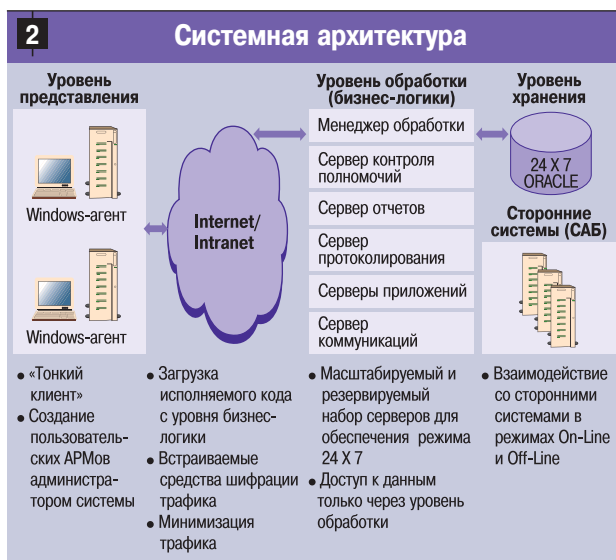 2
Системная архитектура
Уровень
представления
Windows-агент
Windows-агент
Internet/
Intranet
Уровень обработки
(бизнес-логики)
Менеджер обработки
Сервер контроля
полномочий
Сервер отчетов
Сервер
протоколирования
Серверы приложений
Сервер
коммуникаций
Уровень
хранения
24 X 7
ORACLE
Сторонние
системы (САБ)
• «Тонкий
клиент»
• Создание
пользователь-
ских АРМов
администра-
тором системы
• Загрузка
исполняемого кода
с уровня бизнес-
логики
• Встраиваемые
средства шифрации
трафика
• Минимизация
трафика
• Масштабируемый и
резервируемый
набор серверов для
обеспечения режима
24 X 7
• Доступ к данным
только через уровень
обработки
• Взаимодействие
со сторонними
системами в
режимах On-Line
и Off-Line